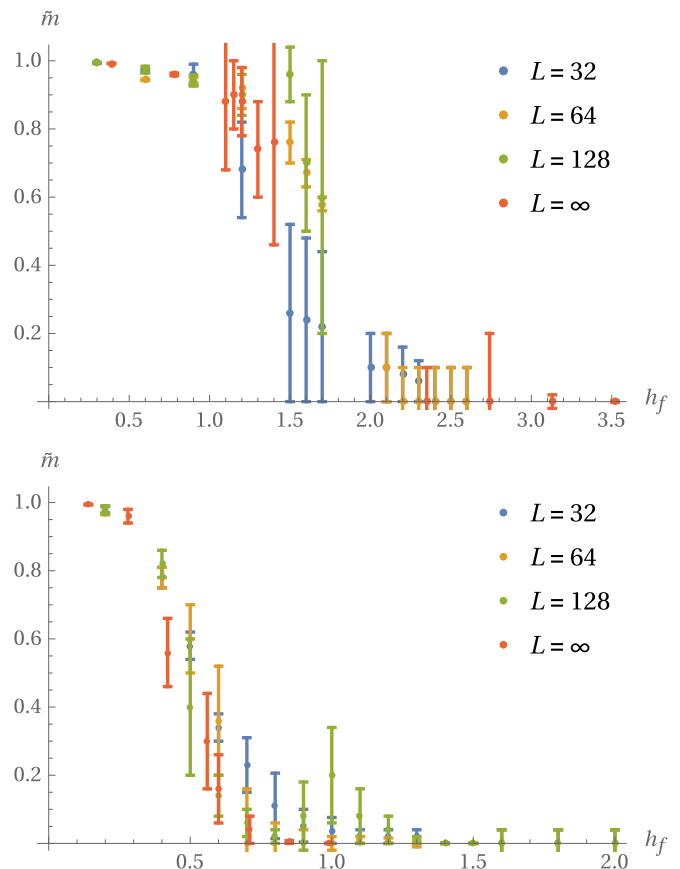 m̃
1.0
L = 32
0.8
L = 64
L = 128
0.6
L = ∞
0.4
0.2
0.5 1.0 1.5 2.0 2.5 3.0 3.5
h_f
m̃
1.0
L = 32
0.8
L = 64
L = 128
0.6
L = ∞
0.4
0.2
0.5 1.0 1.5 2.0
h_f